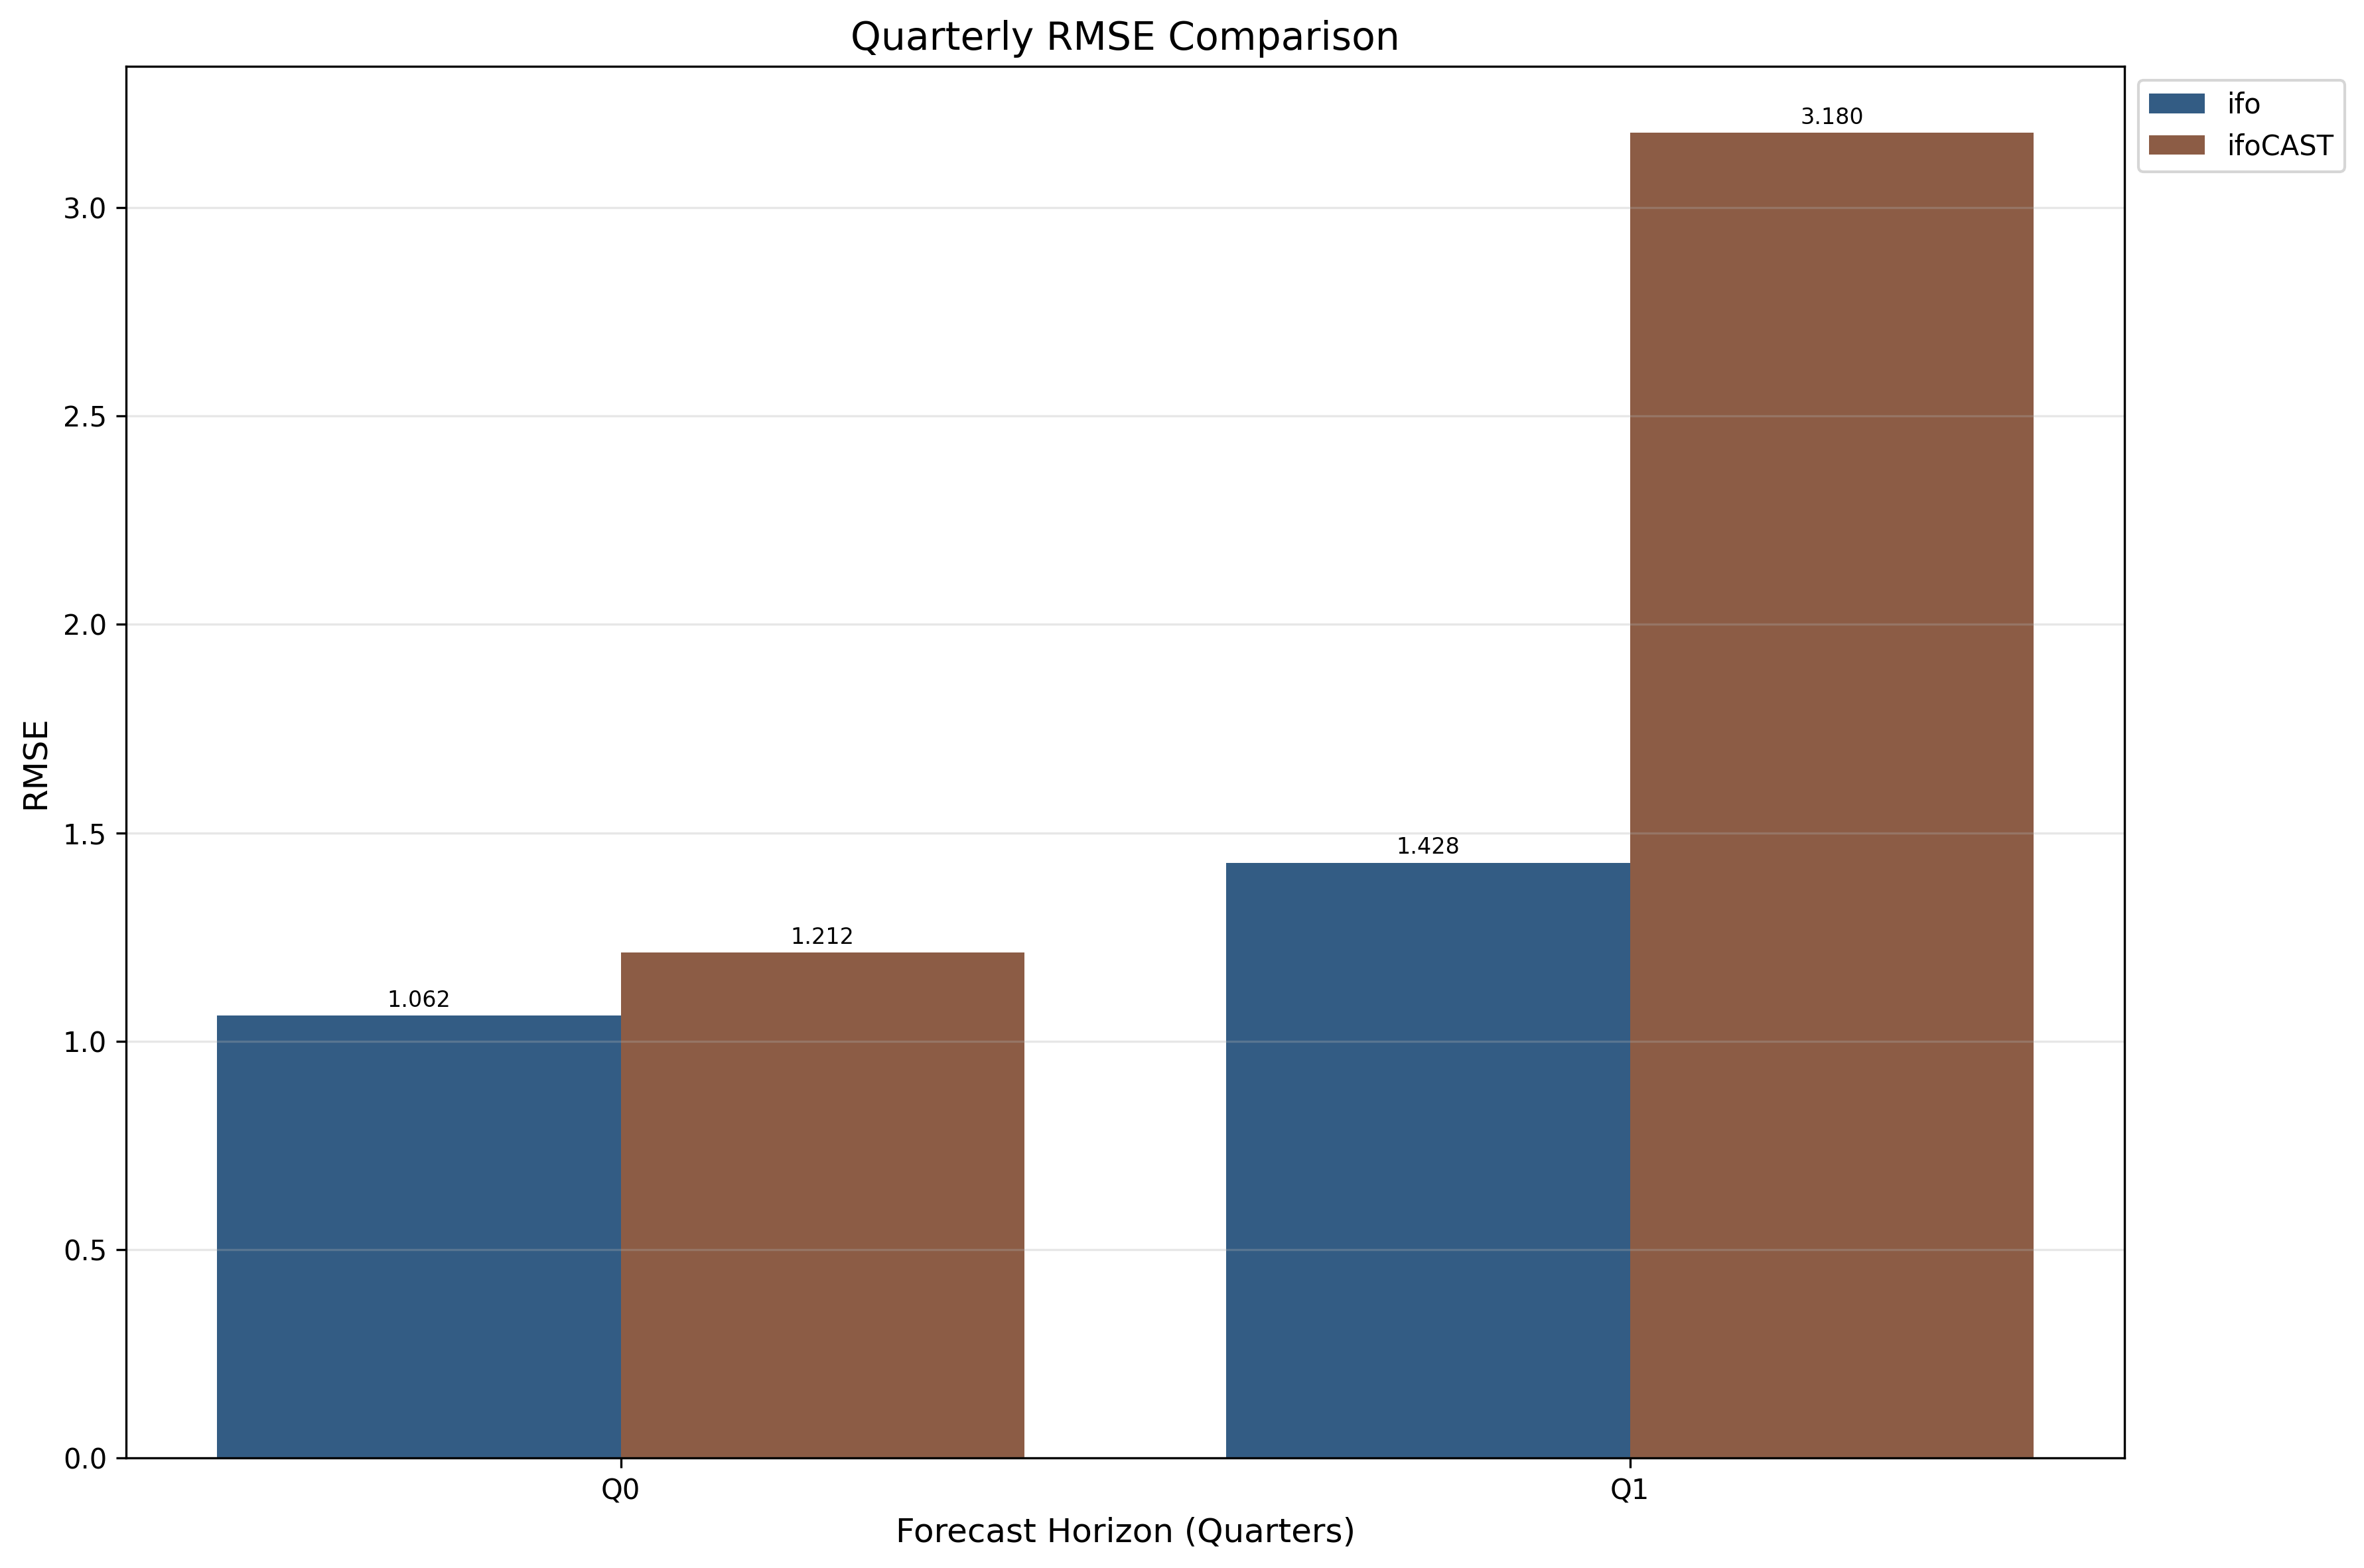 Quarterly RMSE Comparison
ifo
ifoCAST
3.180
3.0
2.5
2.0
1.5
1.428
1.212
1.062
1.0
0.5
0.0
RMSE
Q0
Q1
Forecast Horizon (Quarters)